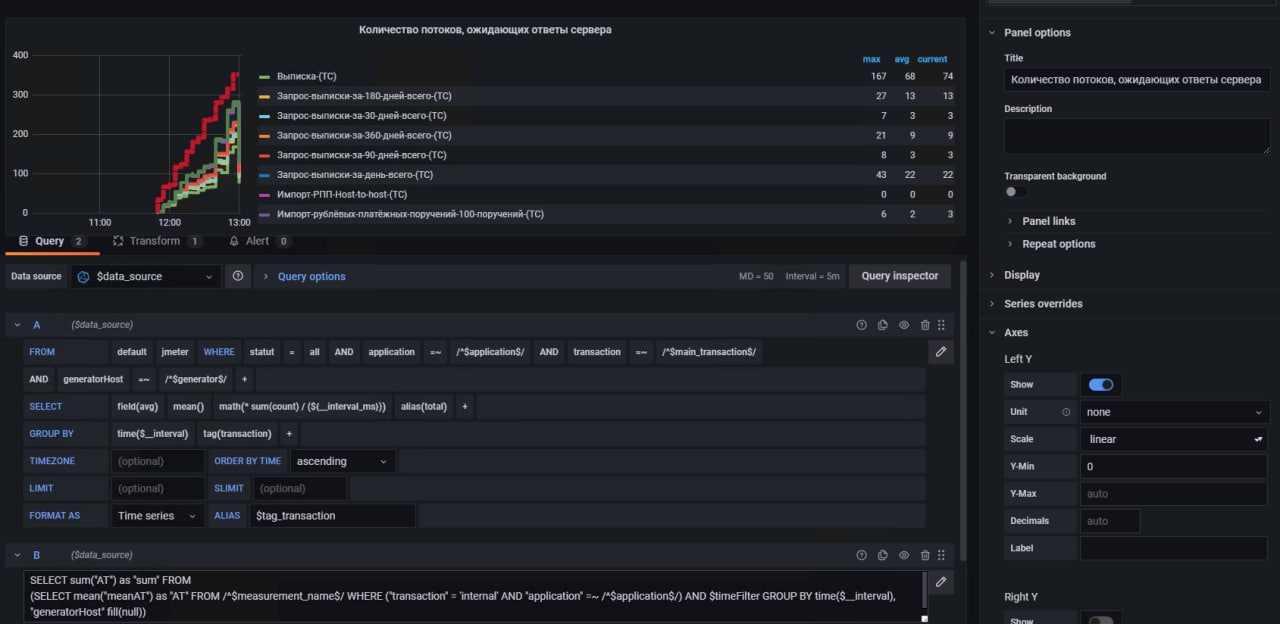 Количество потоков, ожидающих ответы сервера
400
300
200
100
0
11:00 12:00 13:00
max avg current
Выписка-(ТС) 167 68 74
Запрос-выписки-за-180-дней-всего-(ТС) 27 13 13
Запрос-выписки-за-30-дней-всего-(ТС) 7 3 3
Запрос-выписки-за-360-дней-всего-(ТС) 21 9 9
Запрос-выписки-за-90-дней-всего-(ТС) 8 3 3
Запрос-выписки-за-день-всего-(ТС) 43 22 22
Импорт-РПП-Host-to-host-(ТС) 0 0 0
Импорт-рублёвых-платёжных-поручений-100-поручений-(ТС) 6 2 3
Query 2 Transform 1 Alert 0
Data source $data_source Query options MD = 50 Interval = 5m Query inspector
A ($data_source)
FROM default jmeter WHERE statut = all AND application =~ /^$application$/ AND transaction =~ /^$main_transaction$/
AND generatorHost =~ /^$generator$/ +
SELECT field(avg) mean() math(* sum(count) / (${__interval_ms})) alias(total) +
GROUP BY time($__interval) tag(transaction) +
TIMEZONE (optional) ORDER BY TIME ascending
LIMIT (optional) SLIMIT (optional)
FORMAT AS Time series ALIAS $tag_transaction
B ($data_source)
SELECT sum("AT") as "sum" FROM
(SELECT mean("meanAT") as "AT" FROM /^$measurement_name$/ WHERE ("transaction" = 'internal' AND "application" =~ /^$application$/) AND $timeFilter GROUP BY time($__interval),
"generatorHost" fill(null))
Panel options
Title
Количество потоков, ожидающих ответы сервера
Description
Transparent background
Panel links
Repeat options
Display
Series overrides
Axes
Left Y
Show
Unit none
Scale linear
Y-Min 0
Y-Max auto
Decimals auto
Label
Right Y
Show